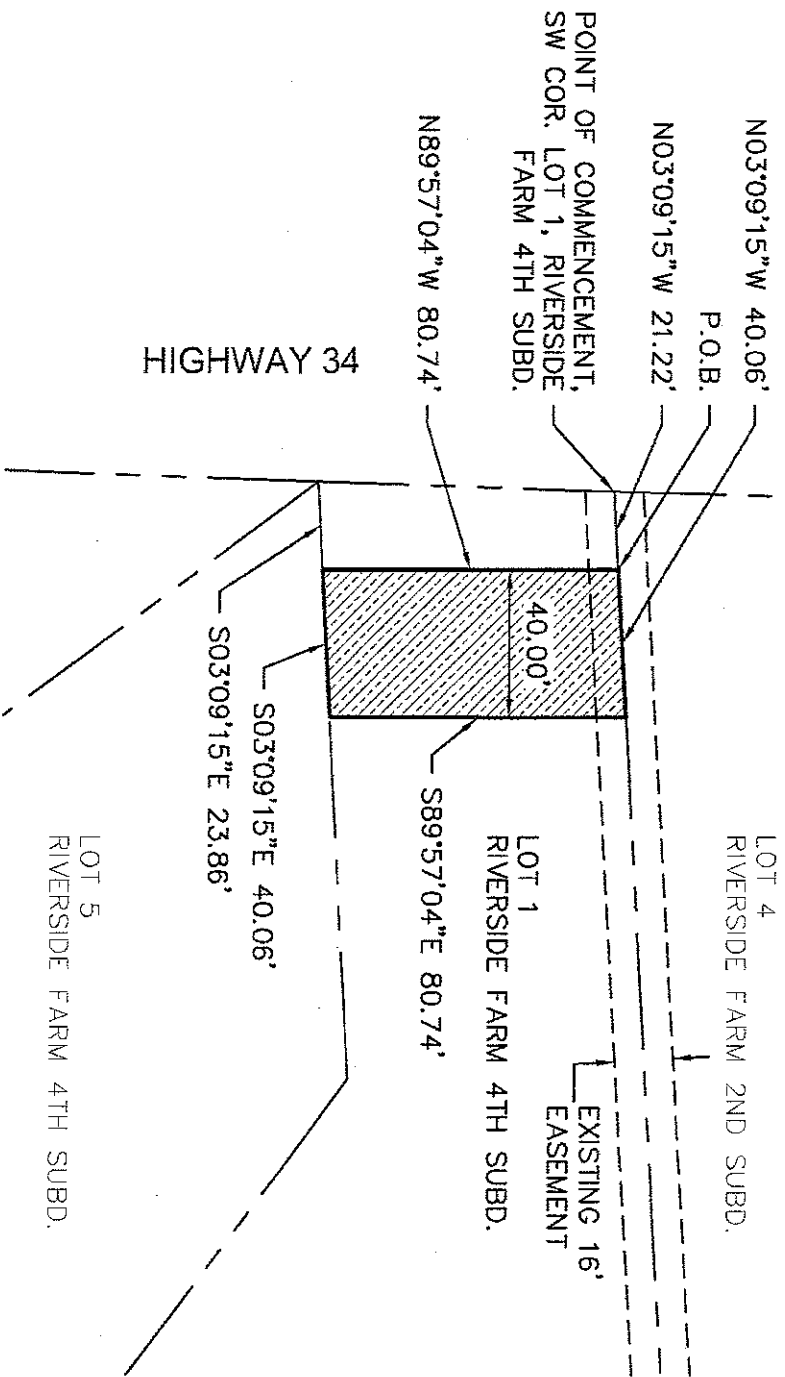 N03°09'15"W 40.06'
P.O.B.
N03°09'15"W 21.22'
POINT OF COMMENCEMENT,
SW COR. LOT 1, RIVERSIDE
FARM 4TH SUBD.
N89°57'04"W 80.74'
HIGHWAY 34
40.00'
S03°09'15"E 40.06'
S03°09'15"E 23.86'
S89°57'04"E 80.74'
LOT 1
RIVERSIDE FARM 4TH SUBD.
EXISTING 16'
EASEMENT
LOT 4
RIVERSIDE FARM 2ND SUBD.
LOT 5
RIVERSIDE FARM 4TH SUBD.